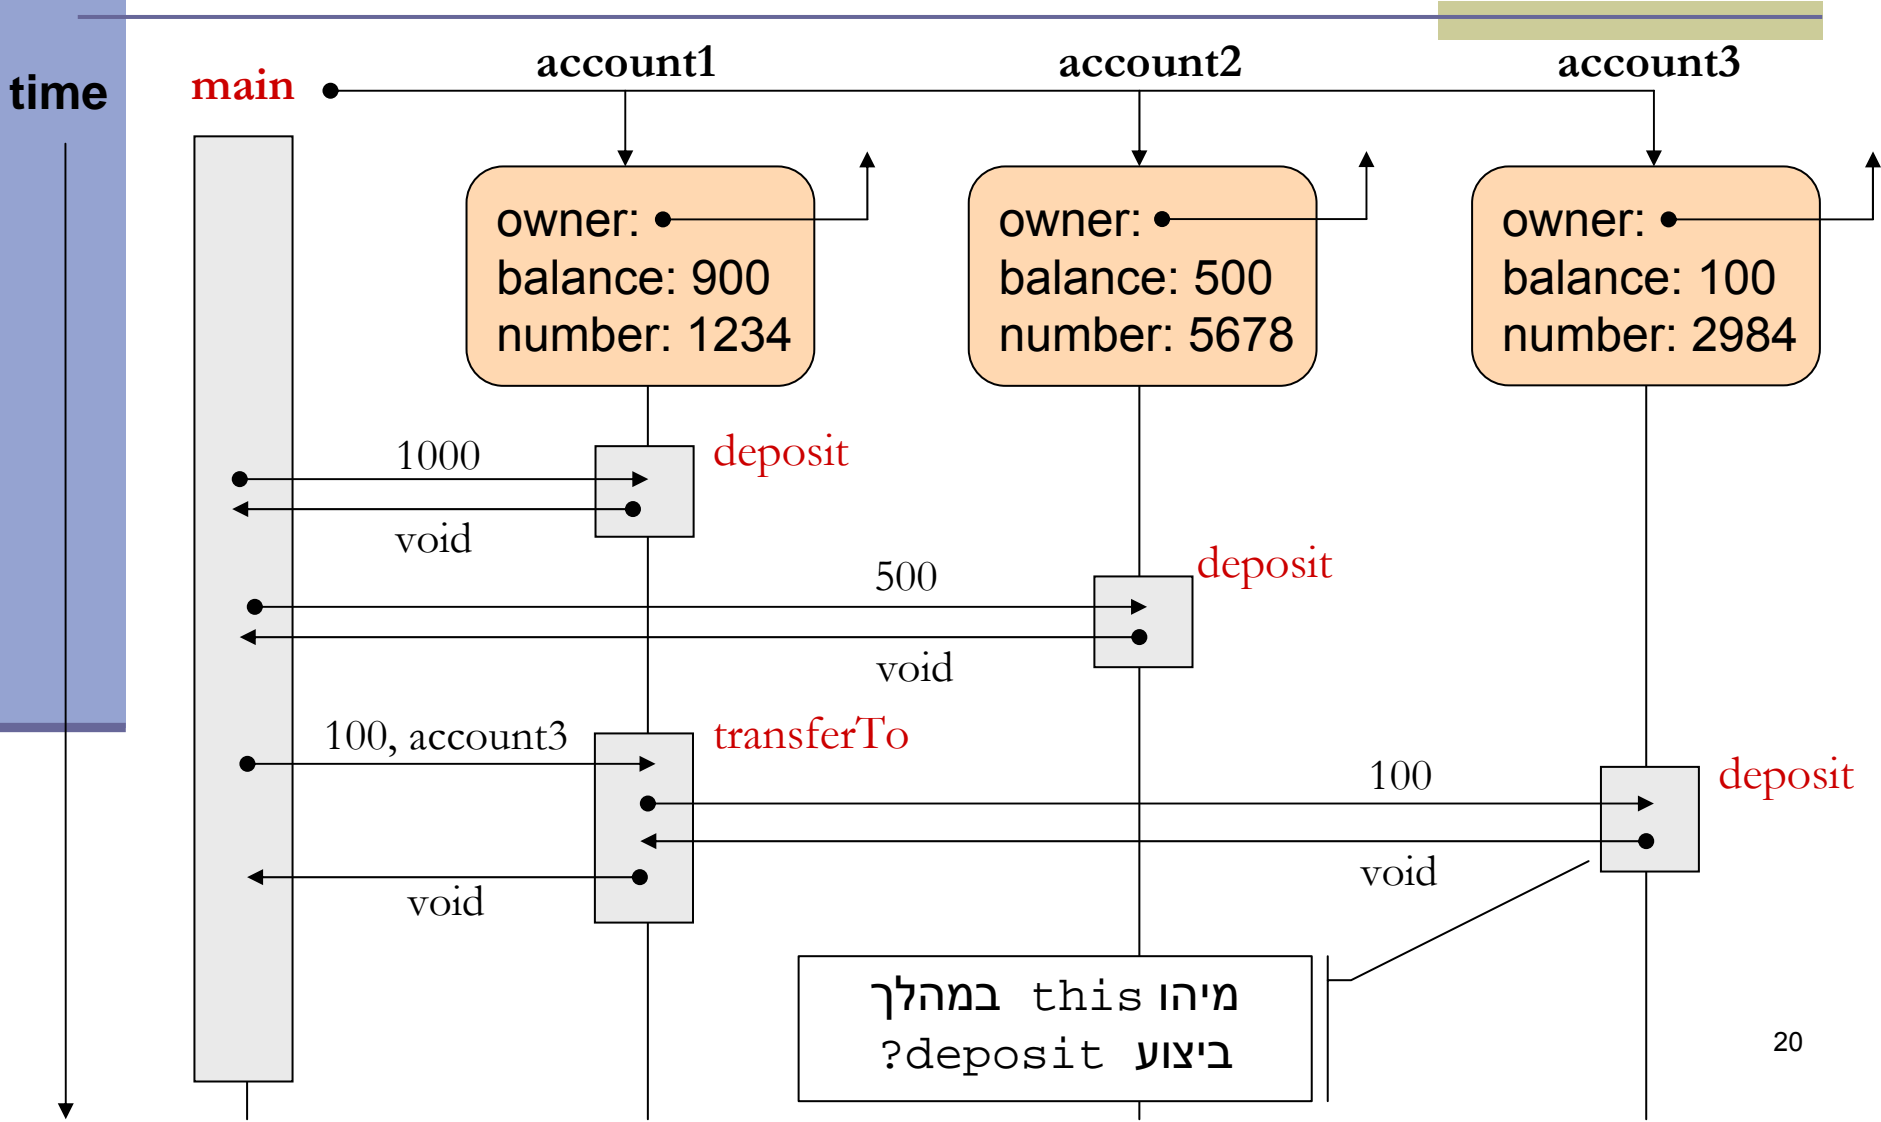 time
main
account1
account2
account3
owner:
balance: 900
number: 1234
owner:
balance: 500
number: 5678
owner:
balance: 100
number: 2984
1000
deposit
void
500
deposit
void
100, account3
transferTo
100
deposit
void
void
מיהו this במהלך
ביצוע deposit?
20